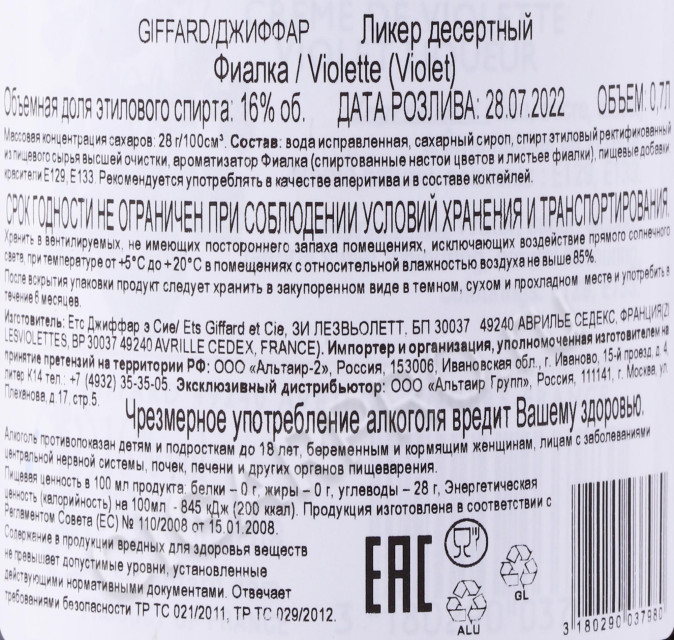 GIFFARD/ДЖИФФАР Ликер десертный
Фиалка / Violette (Violet)
Объемная доля этилового спирта: 16% об. ДАТА РОЗЛИВА: 28.07.2022 ОБЪЕМ: 0,7Л
Массовая концентрация сахаров: 28 г/100см³. Состав: вода исправленная, сахарный сироп, спирт этиловый ректификованный
из пищевого сырья высшей очистки, ароматизатор Фиалка (спиртованные настои цветов и листьев фиалки), пищевые добавки
красители Е129, Е133. Рекомендуется употреблять в качестве аперитива и в составе коктейлей.
СРОК ГОДНОСТИ НЕ ОГРАНИЧЕН ПРИ СОБЛЮДЕНИИ УСЛОВИЙ ХРАНЕНИЯ И ТРАНСПОРТИРОВАНИЯ.
Хранить в вентилируемых, не имеющих постороннего запаха помещениях, исключающих воздействие прямого солнечного
света, при температуре от +5°С до +20°С в помещениях с относительной влажностью воздуха не выше 85%.
После вскрытия упаковки продукт следует хранить в закупоренном виде в темном, сухом и прохладном месте и употребить в
течение 6 месяцев.
Изготовитель: Етс Джиффар э Сие/ Ets Giffard et Cie, ЗИ ЛЕЗВЬОЛЕТТ, БП 30037 49240 АВРИЛЬЕ СЕДЕКС, ФРАНЦИЯ(ZI
LESVIOLETTES, BP 30037 49240 AVRILLE CEDEX, FRANCE). Импортер и организация, уполномоченная изготовителем на
принятие претензий на территории РФ: ООО «Альтаир-2», Россия, 153006, Ивановская обл., г. Иваново, 15-й проезд, д. 4,
литер К14 тел.: +7 (4932) 35-35-05. Эксклюзивный дистрибьютор: ООО «Альтаир Групп», Россия, 111141, г. Москва, ул.
Плеханова, д.17, стр.5.
Чрезмерное употребление алкоголя вредит Вашему здоровью.
Алкоголь противопоказан детям и подросткам до 18 лет, беременным и кормящим женщинам, лицам с заболеваниями
центральной нервной системы, почек, печени и других органов пищеварения.
Пищевая ценность в 100 мл продукта: белки – 0 г, жиры – 0 г, углеводы – 28 г, Энергетическая
ценность (калорийность) на 100мл - 845 кДж (200 ккал). Продукция изготовлена в соответствии с
Регламентом Совета (ЕС) № 110/2008 от 15.01.2008.
Содержание в продукции вредных для здоровья веществ
не превышает допустимые уровни, установленные
действующими нормативными документами. Отвечает
требованиями безопасности ТР ТС 021/2011, ТР ТС 029/2012.
EAC
ALU
GL
3 180290 037980